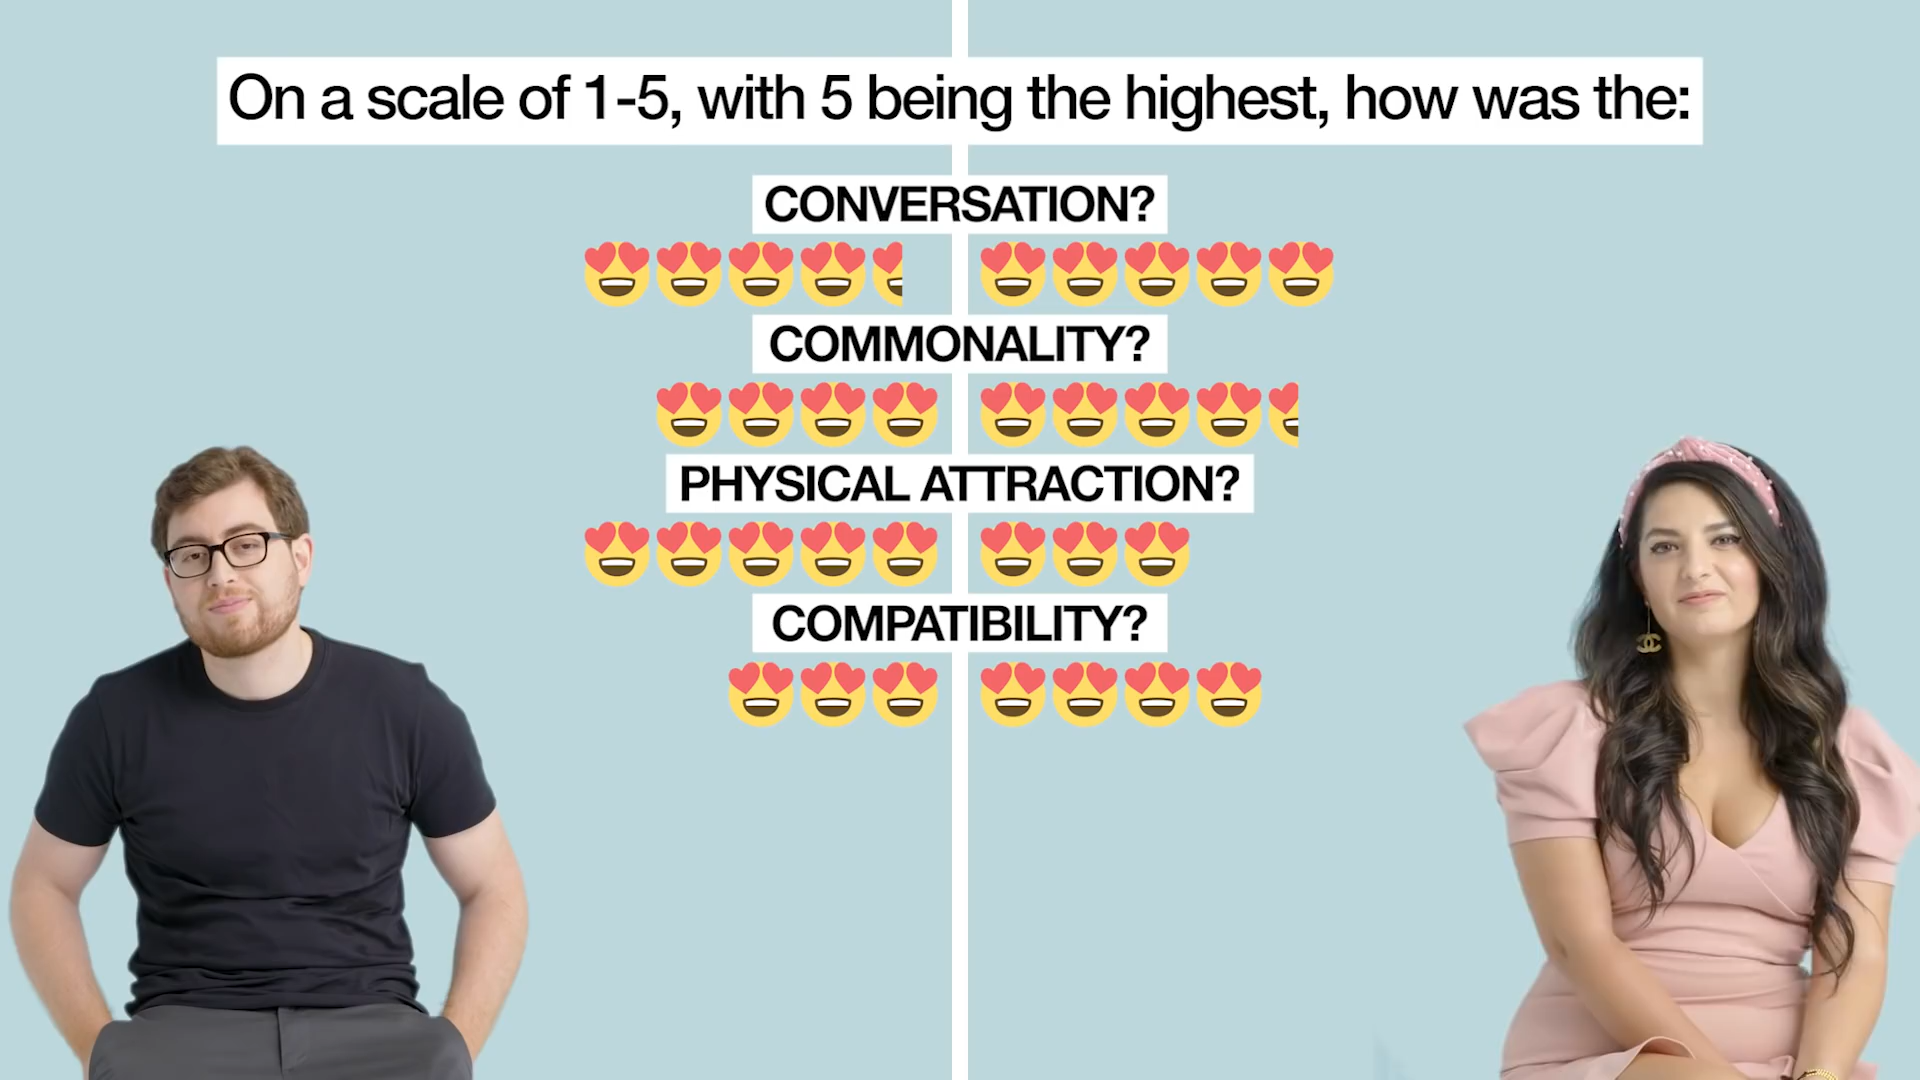 On a scale of 1-5, with 5 being the highest, how was the:
CONVERSATION?
COMMONALITY?
PHYSICAL ATTRACTION?
COMPATIBILITY?